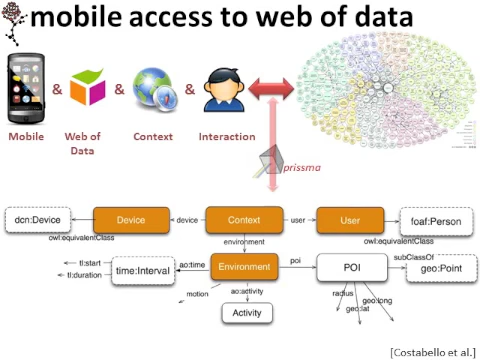 mobile access to web of data
& & &
Mobile Web of Data Context Interaction
prissma
dcn:Device Device device Context user User foaf:Person
owl:equivalentClass environment owl:equivalentClass
tl:start
tl:duration
time:Interval ao:time Environment poi POI subClassOf geo:Point
motion ao:activity radius geo:lat geo:long
Activity
[Costabello et al.]